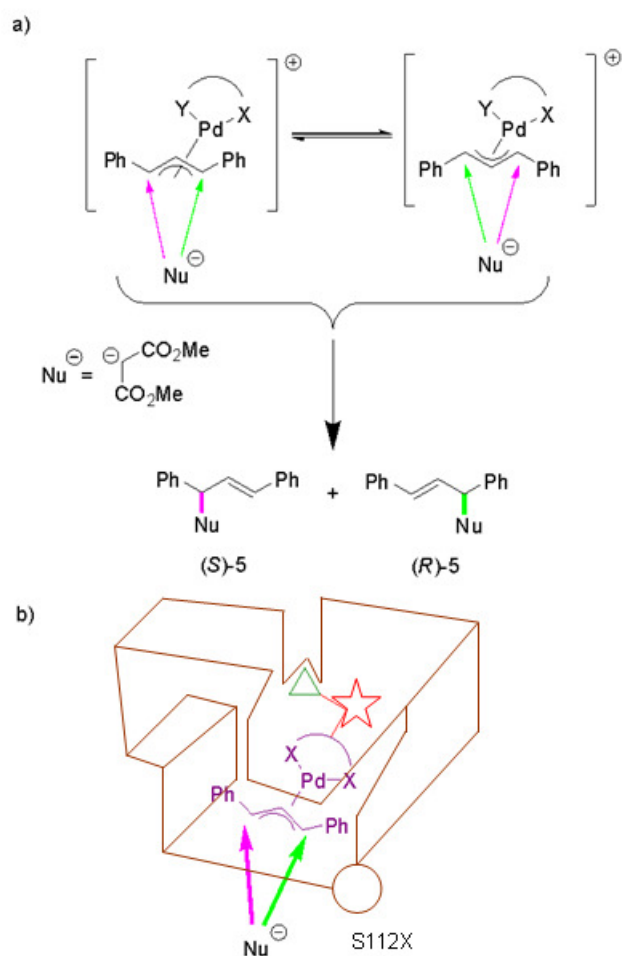 a)
⊕ ⊕
Y X Y X
Pd Pd
Ph Ph Ph Ph
Nu ⊖ Nu ⊖
Nu ⊖ = ⊖ CO2Me
CO2Me
Ph Ph + Ph Ph
Nu Nu
(S)-5 (R)-5
b)
X
Pd X
Ph
Ph
Nu ⊖ S112X